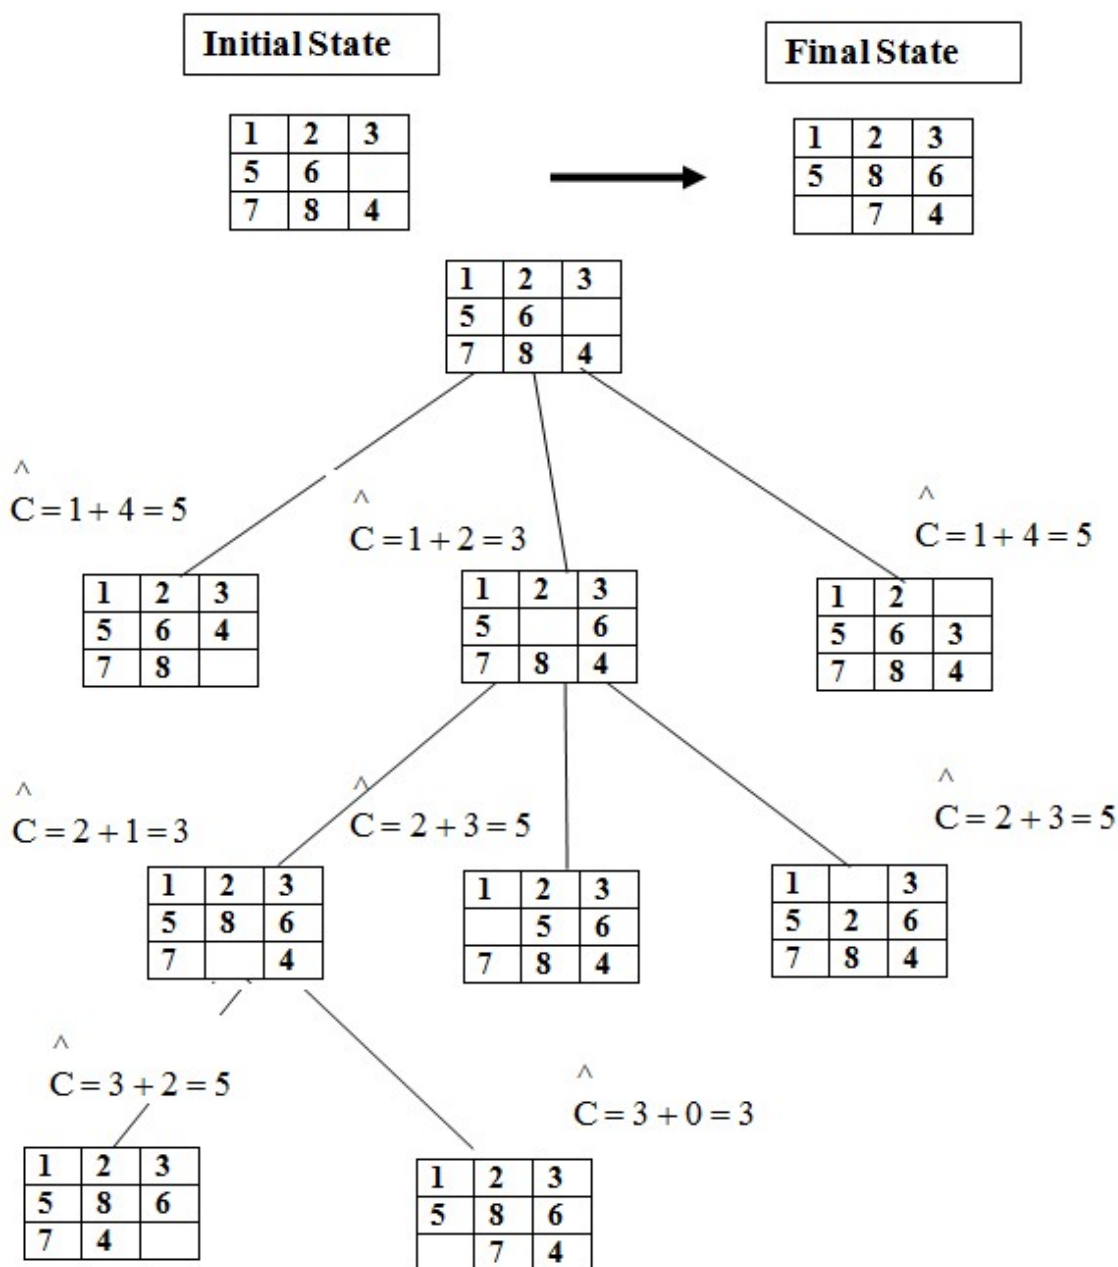 Initial State
Final State
1 2 3
5 6
7 8 4
1 2 3
5 8 6
7 4
1 2 3
5 6
7 8 4
^
C = 1 + 4 = 5
^
C = 1 + 2 = 3
^
C = 1 + 4 = 5
1 2 3
5 6 4
7 8
1 2 3
5 6
7 8 4
1 2
5 6 3
7 8 4
^
C = 2 + 1 = 3
^
C = 2 + 3 = 5
^
C = 2 + 3 = 5
1 2 3
5 8 6
7 4
1 2 3
5 6
7 8 4
1 3
5 2 6
7 8 4
^
C = 3 + 2 = 5
^
C = 3 + 0 = 3
1 2 3
5 8 6
7 4
1 2 3
5 8 6
7 4